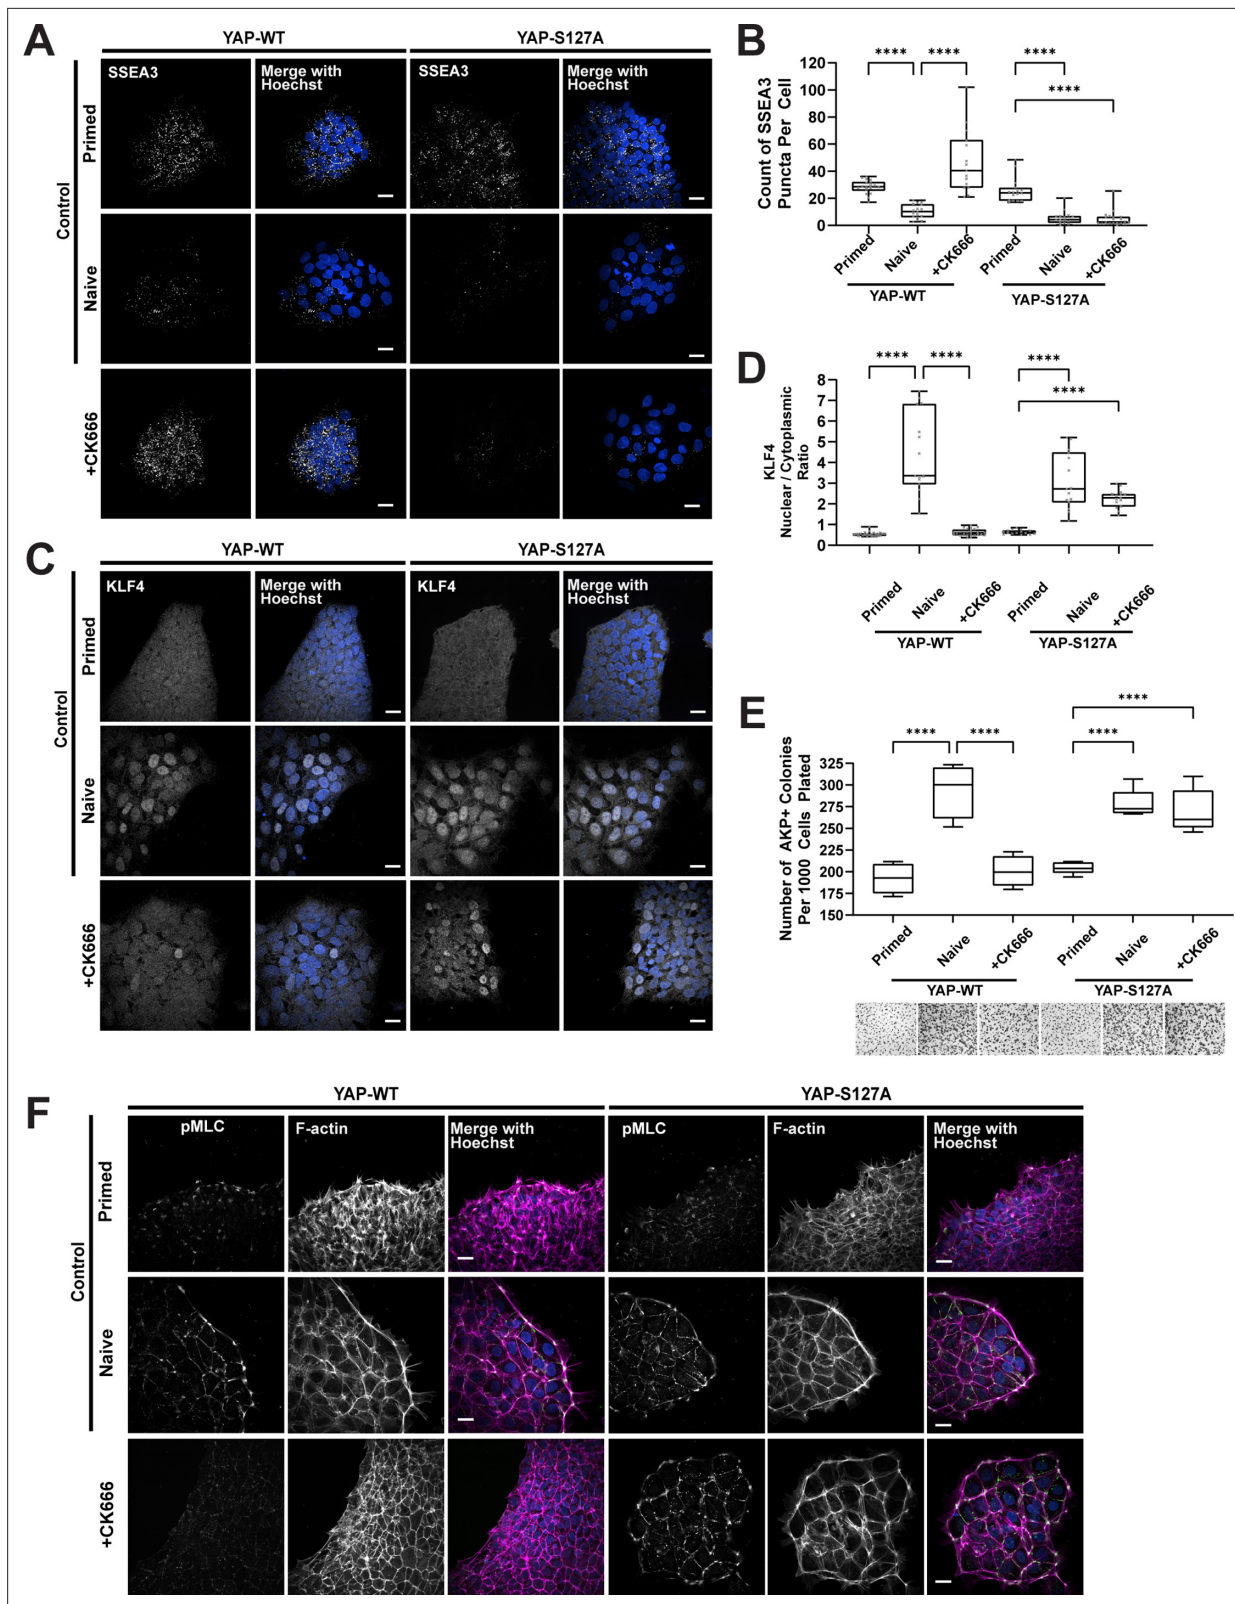 A
YAP-WT
YAP-S127A
SSEA3
Merge with
Hoechst
SSEA3
Merge with
Hoechst
Control
Primed
Naive
+CK666
B
****
****
****
****
Count of SSEA3
Puncta Per Cell
120
100
80
60
40
20
0
Primed
Naive
+CK666
Primed
Naive
+CK666
YAP-WT
YAP-S127A
C
YAP-WT
YAP-S127A
KLF4
Merge with
Hoechst
KLF4
Merge with
Hoechst
Control
Primed
Naive
+CK666
D
****
****
****
****
KLF4
Nuclear / Cytoplasmic
Ratio
8
7
6
5
4
3
2
1
0
Primed
Naive
+CK666
Primed
Naive
+CK666
YAP-WT
YAP-S127A
E
****
****
****
****
Number of AKP+ Colonies
Per 1000 Cells Plated
325
300
275
250
225
200
175
150
Primed
Naive
+CK666
Primed
Naive
+CK666
YAP-WT
YAP-S127A
F
YAP-WT
YAP-S127A
pMLC
F-actin
Merge with
Hoechst
pMLC
F-actin
Merge with
Hoechst
Control
Primed
Naive
+CK666